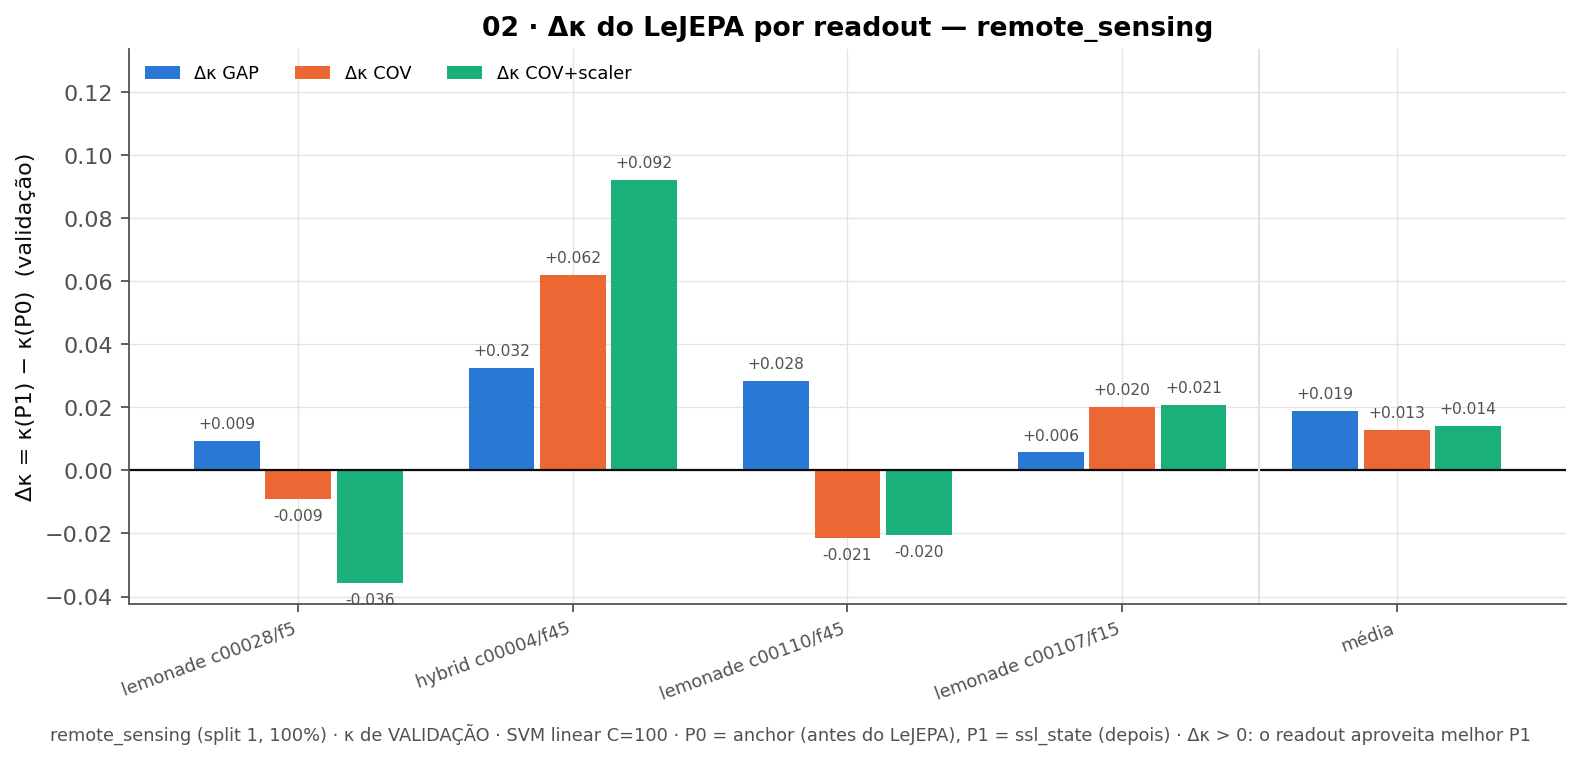 02 · Δκ do LeJEPA por readout — remote_sensing
Δκ GAP
Δκ COV
Δκ COV+scaler
Δκ = κ(P1) − κ(P0) (validação)
0.12
0.10
0.08
0.06
0.04
0.02
0.00
−0.02
−0.04
+0.009
-0.009
-0.036
+0.032
+0.062
+0.092
+0.028
-0.021
-0.020
+0.006
+0.020
+0.021
+0.019
+0.013
+0.014
lemonade c00028/f5
hybrid c00004/f45
lemonade c00110/f45
lemonade c00107/f15
média
remote_sensing (split 1, 100%) · κ de VALIDAÇÃO · SVM linear C=100 · P0 = anchor (antes do LeJEPA), P1 = ssl_state (depois) · Δκ > 0: o readout aproveita melhor P1